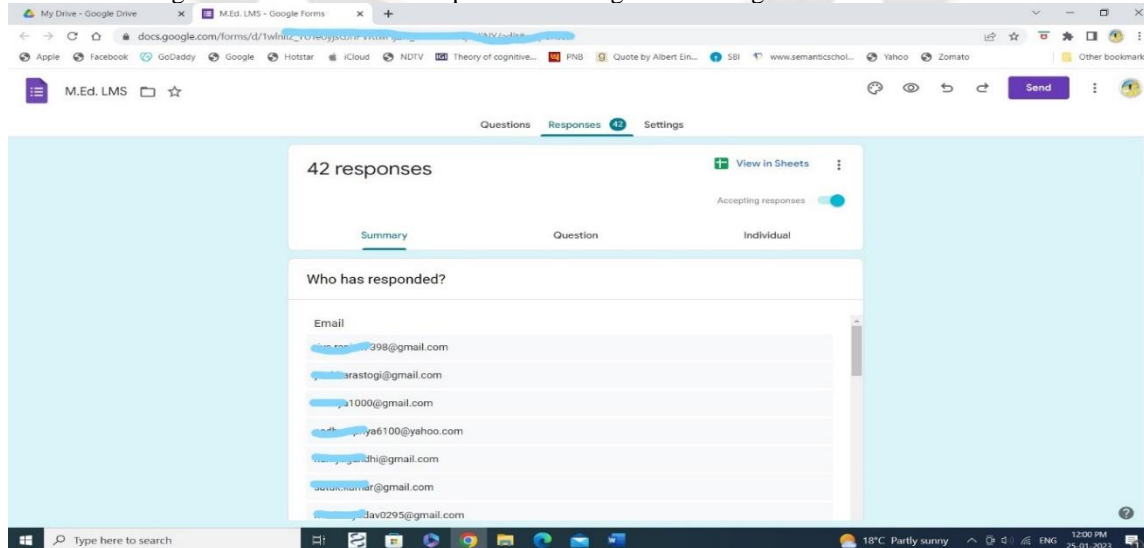 My Drive - Google Drive
M.Ed. LMS - Google Forms
docs.google.com/forms/d/1wlnliz_
Apple Facebook GoDaddy Google Hotstar iCloud NDTV Theory of cognitive... PNB Quote by Albert Ein... SBI www.semanticschol... Yahoo Zomato Other bookmark
M.Ed. LMS
Send
Questions Responses 42 Settings
42 responses
View in Sheets
Accepting responses
Summary Question Individual
Who has responded?
Email
398@gmail.com
arastogi@gmail.com
a1000@gmail.com
ya6100@yahoo.com
dhi@gmail.com
ar@gmail.com
dav0295@gmail.com
Type here to search
18°C Partly sunny
ENG
12:00 PM
25-01-2023